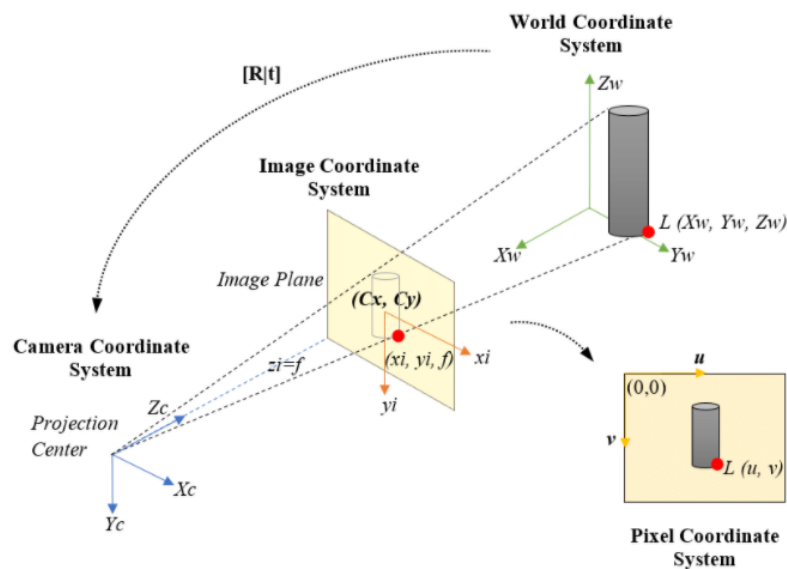 World Coordinate
System
[R|t]
Zw
Image Coordinate
System
L (Xw, Yw, Zw)
Xw
Yw
Image Plane
(Cx, Cy)
Camera Coordinate
System
zi=f
(xi, yi, f)
xi
yi
u
(0,0)
Projection
Center
Zc
v
L (u, v)
Xc
Yc
Pixel Coordinate
System